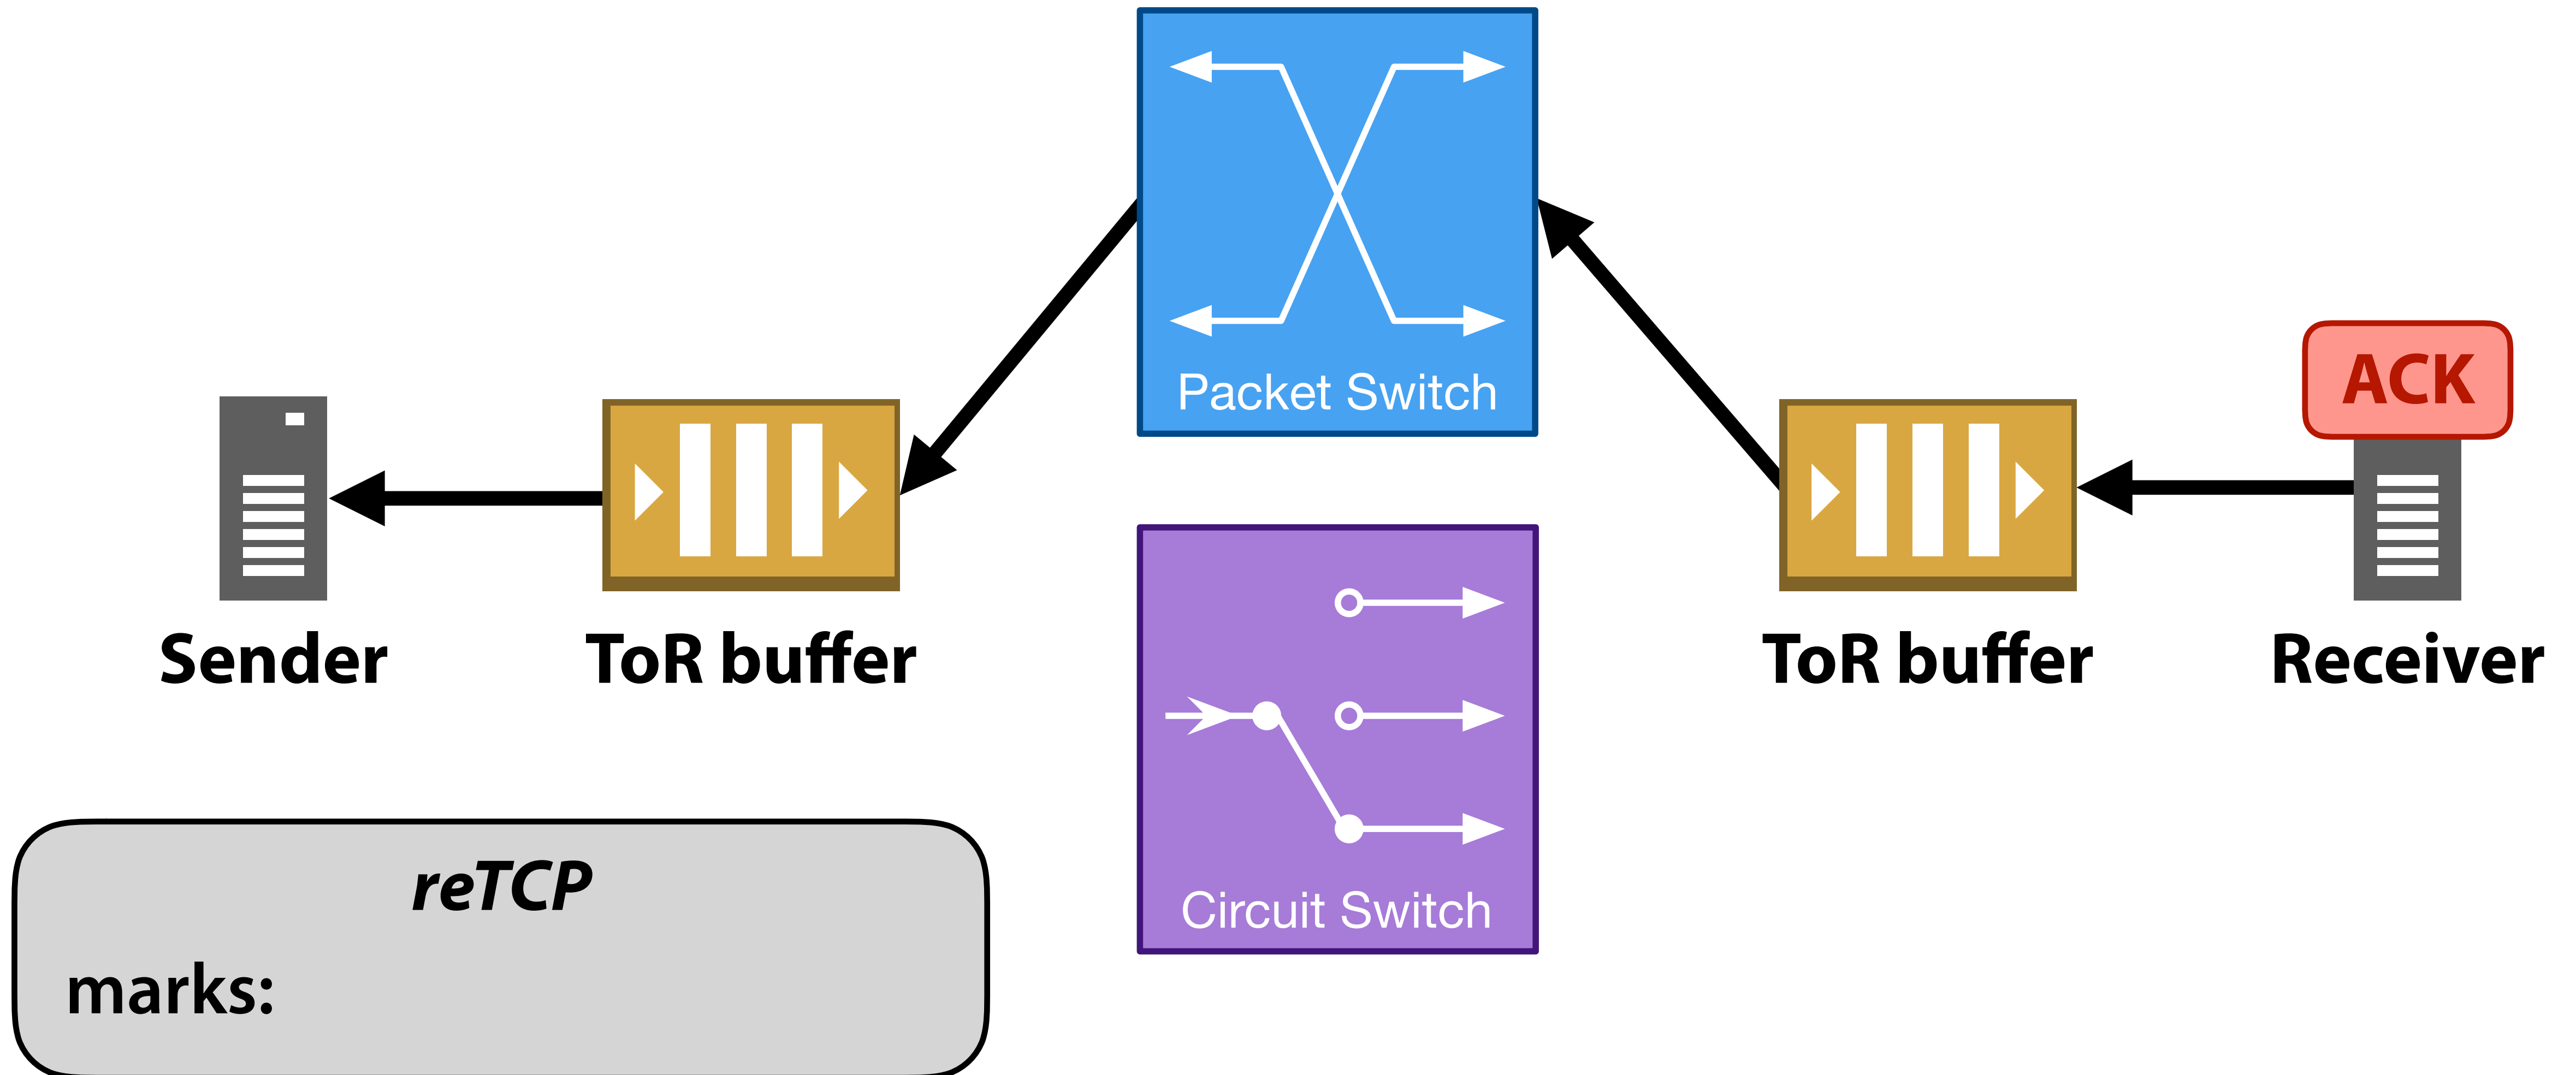 Packet Switch
ACK
Sender
ToR buffer
ToR buffer
Receiver
Circuit Switch
reTCP
marks: